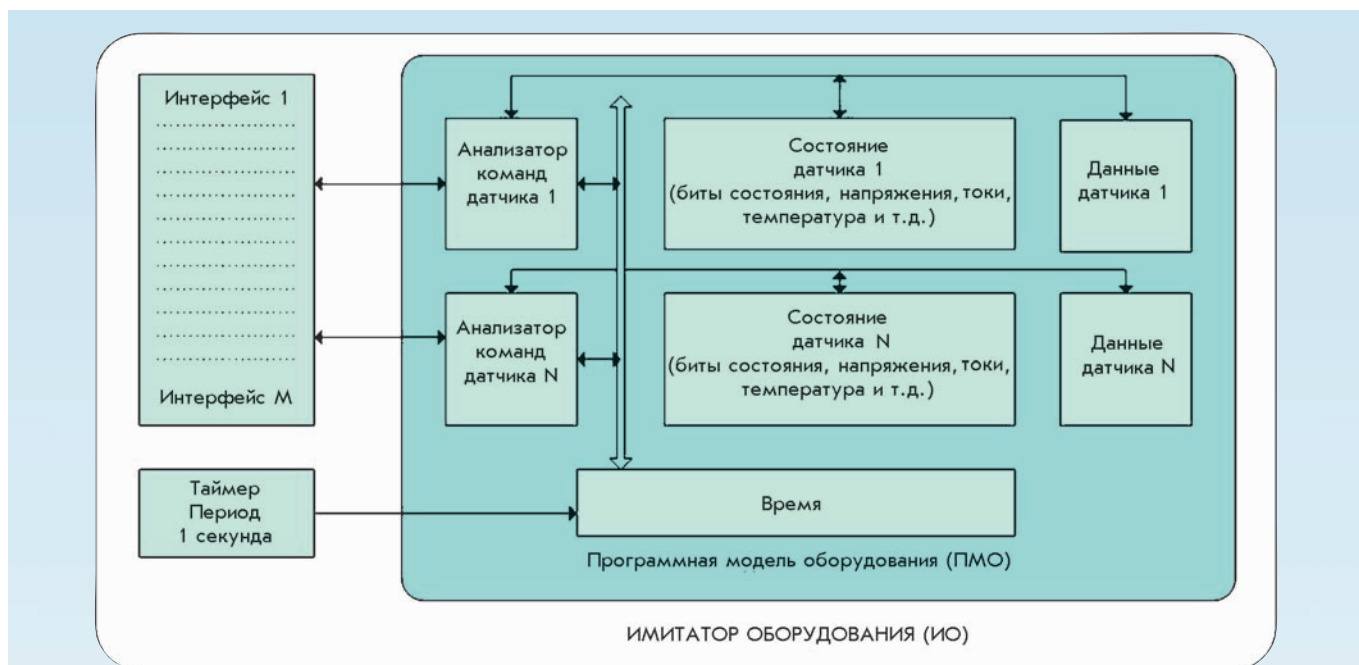 Интерфейс 1
Интерфейс М
Таймер
Период
1 секунда
Анализатор
команд
датчика 1
Состояние
датчика 1
(биты состояния, напряжения, токи,
температура и т.д.)
Данные
датчика 1
Анализатор
команд
датчика N
Состояние
датчика N
(биты состояния, напряжения, токи,
температура и т.д.)
Данные
датчика N
Время
Программная модель оборудования (ПМО)
ИМИТАТОР ОБОРУДОВАНИЯ (ИО)